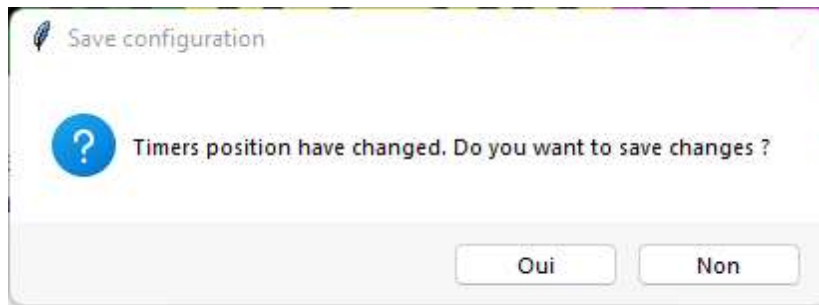 Save configuration
Timers position have changed. Do you want to save changes ?
Oui
Non